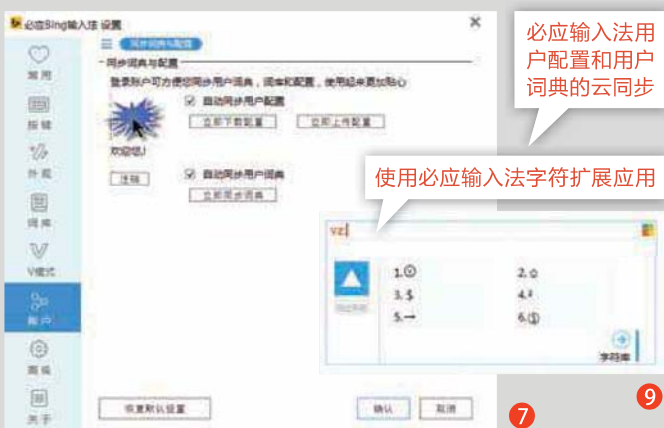 必应Bing输入法 设置
同步词典与配置
同步词典与配置
登录账户可方便您同步用户词典，词库和配置，使用起来更加贴心
自动同步用户配置
立即下载配置
立即上传配置
欢迎您!
注销
自动同步用户词典
立即同步词典
常用
按键
外观
词库
V模式
账户
高级
关于
恢复默认设置
确认
取消
必应输入法用
户配置和用户
词典的云同步
使用必应输入法字符扩展应用
vz
3. $
5.→
6.①
字符库
7
9